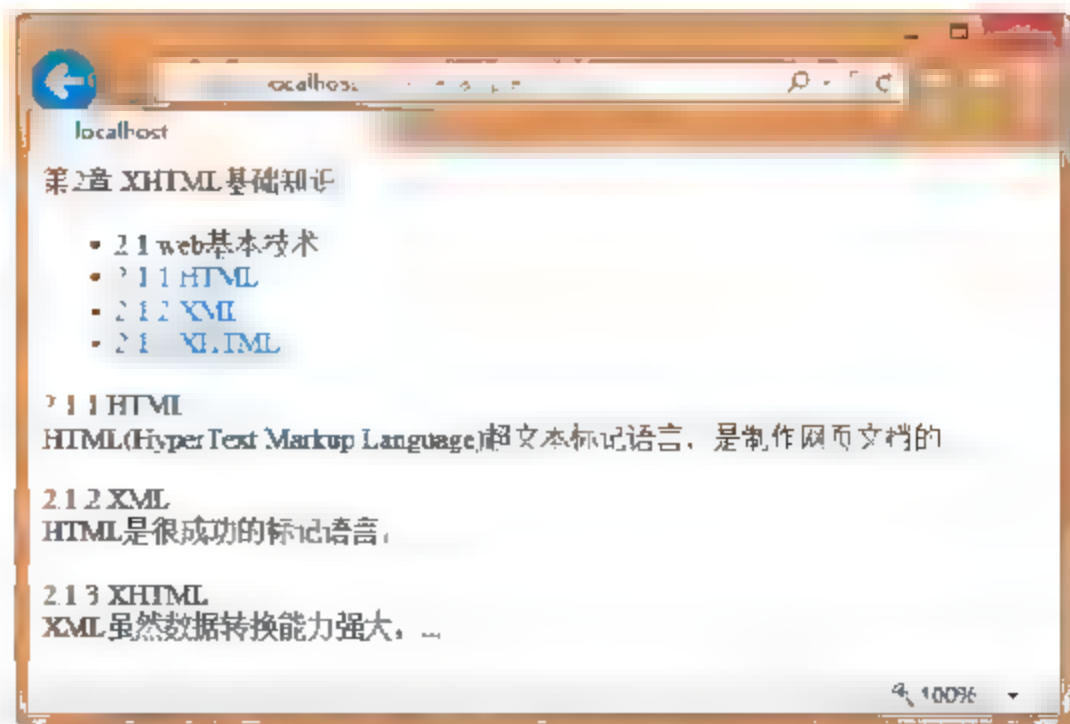 localhost
localhost
第2章 XHTML基础知识
• 2.1 web基本技术
• 2.1.1 HTML
• 2.1.2 XML
• 2.1. XHTML
2.1.1 HTML
HTML(HyperText Markup Language)超文本标记语言，是制作网页文档的
2.1.2 XML
HTML是很成功的标记语言，
2.1.3 XHTML
XML虽然数据转换能力强大，...
100%